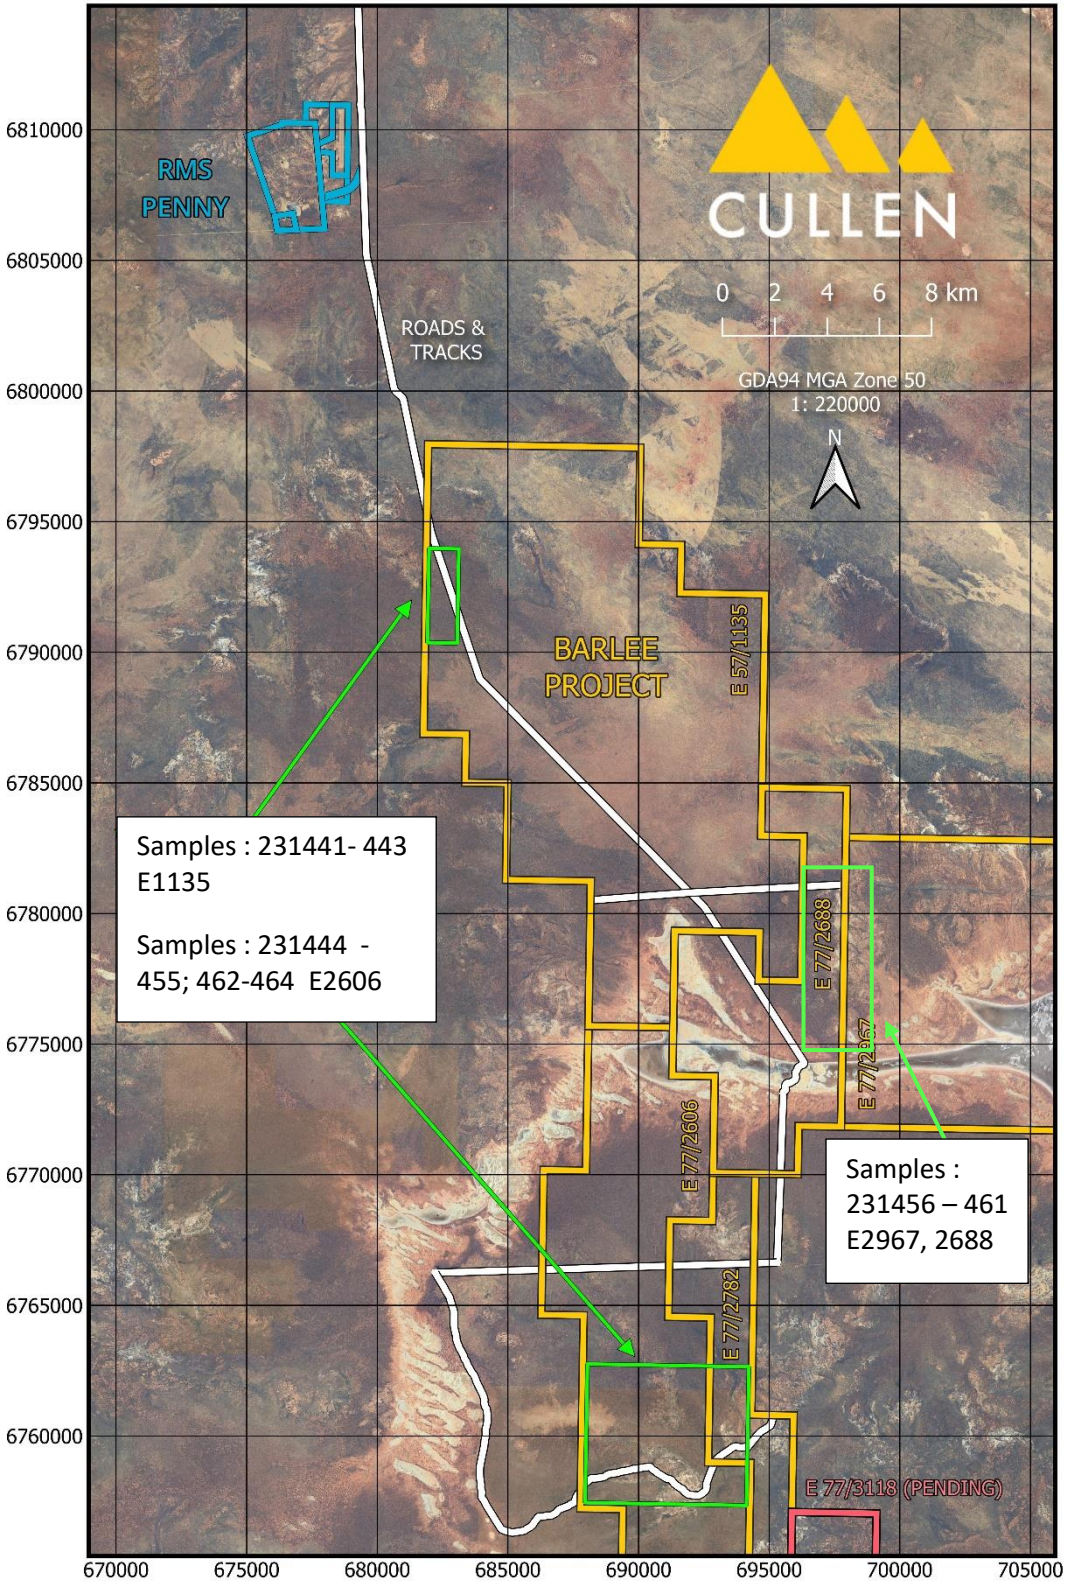 6810000
RMS
PENNY
CULLEN
6805000
0 2 4 6 8 km
ROADS &
TRACKS
GDA94 MGA Zone 50
1: 220000
6800000
N
6795000
E 57/1135
6790000
BARLEE
PROJECT
6785000
Samples : 231441- 443
E1135
Samples : 231444 -
455; 462-464 E2606
6780000
E 77/2688
6775000
E 77/2967
E 77/2606
6770000
Samples :
231456 – 461
E2967, 2688
6765000
E 77/2782
6760000
E 77/3118 (PENDING)
670000 675000 680000 685000 690000 695000 700000 705000